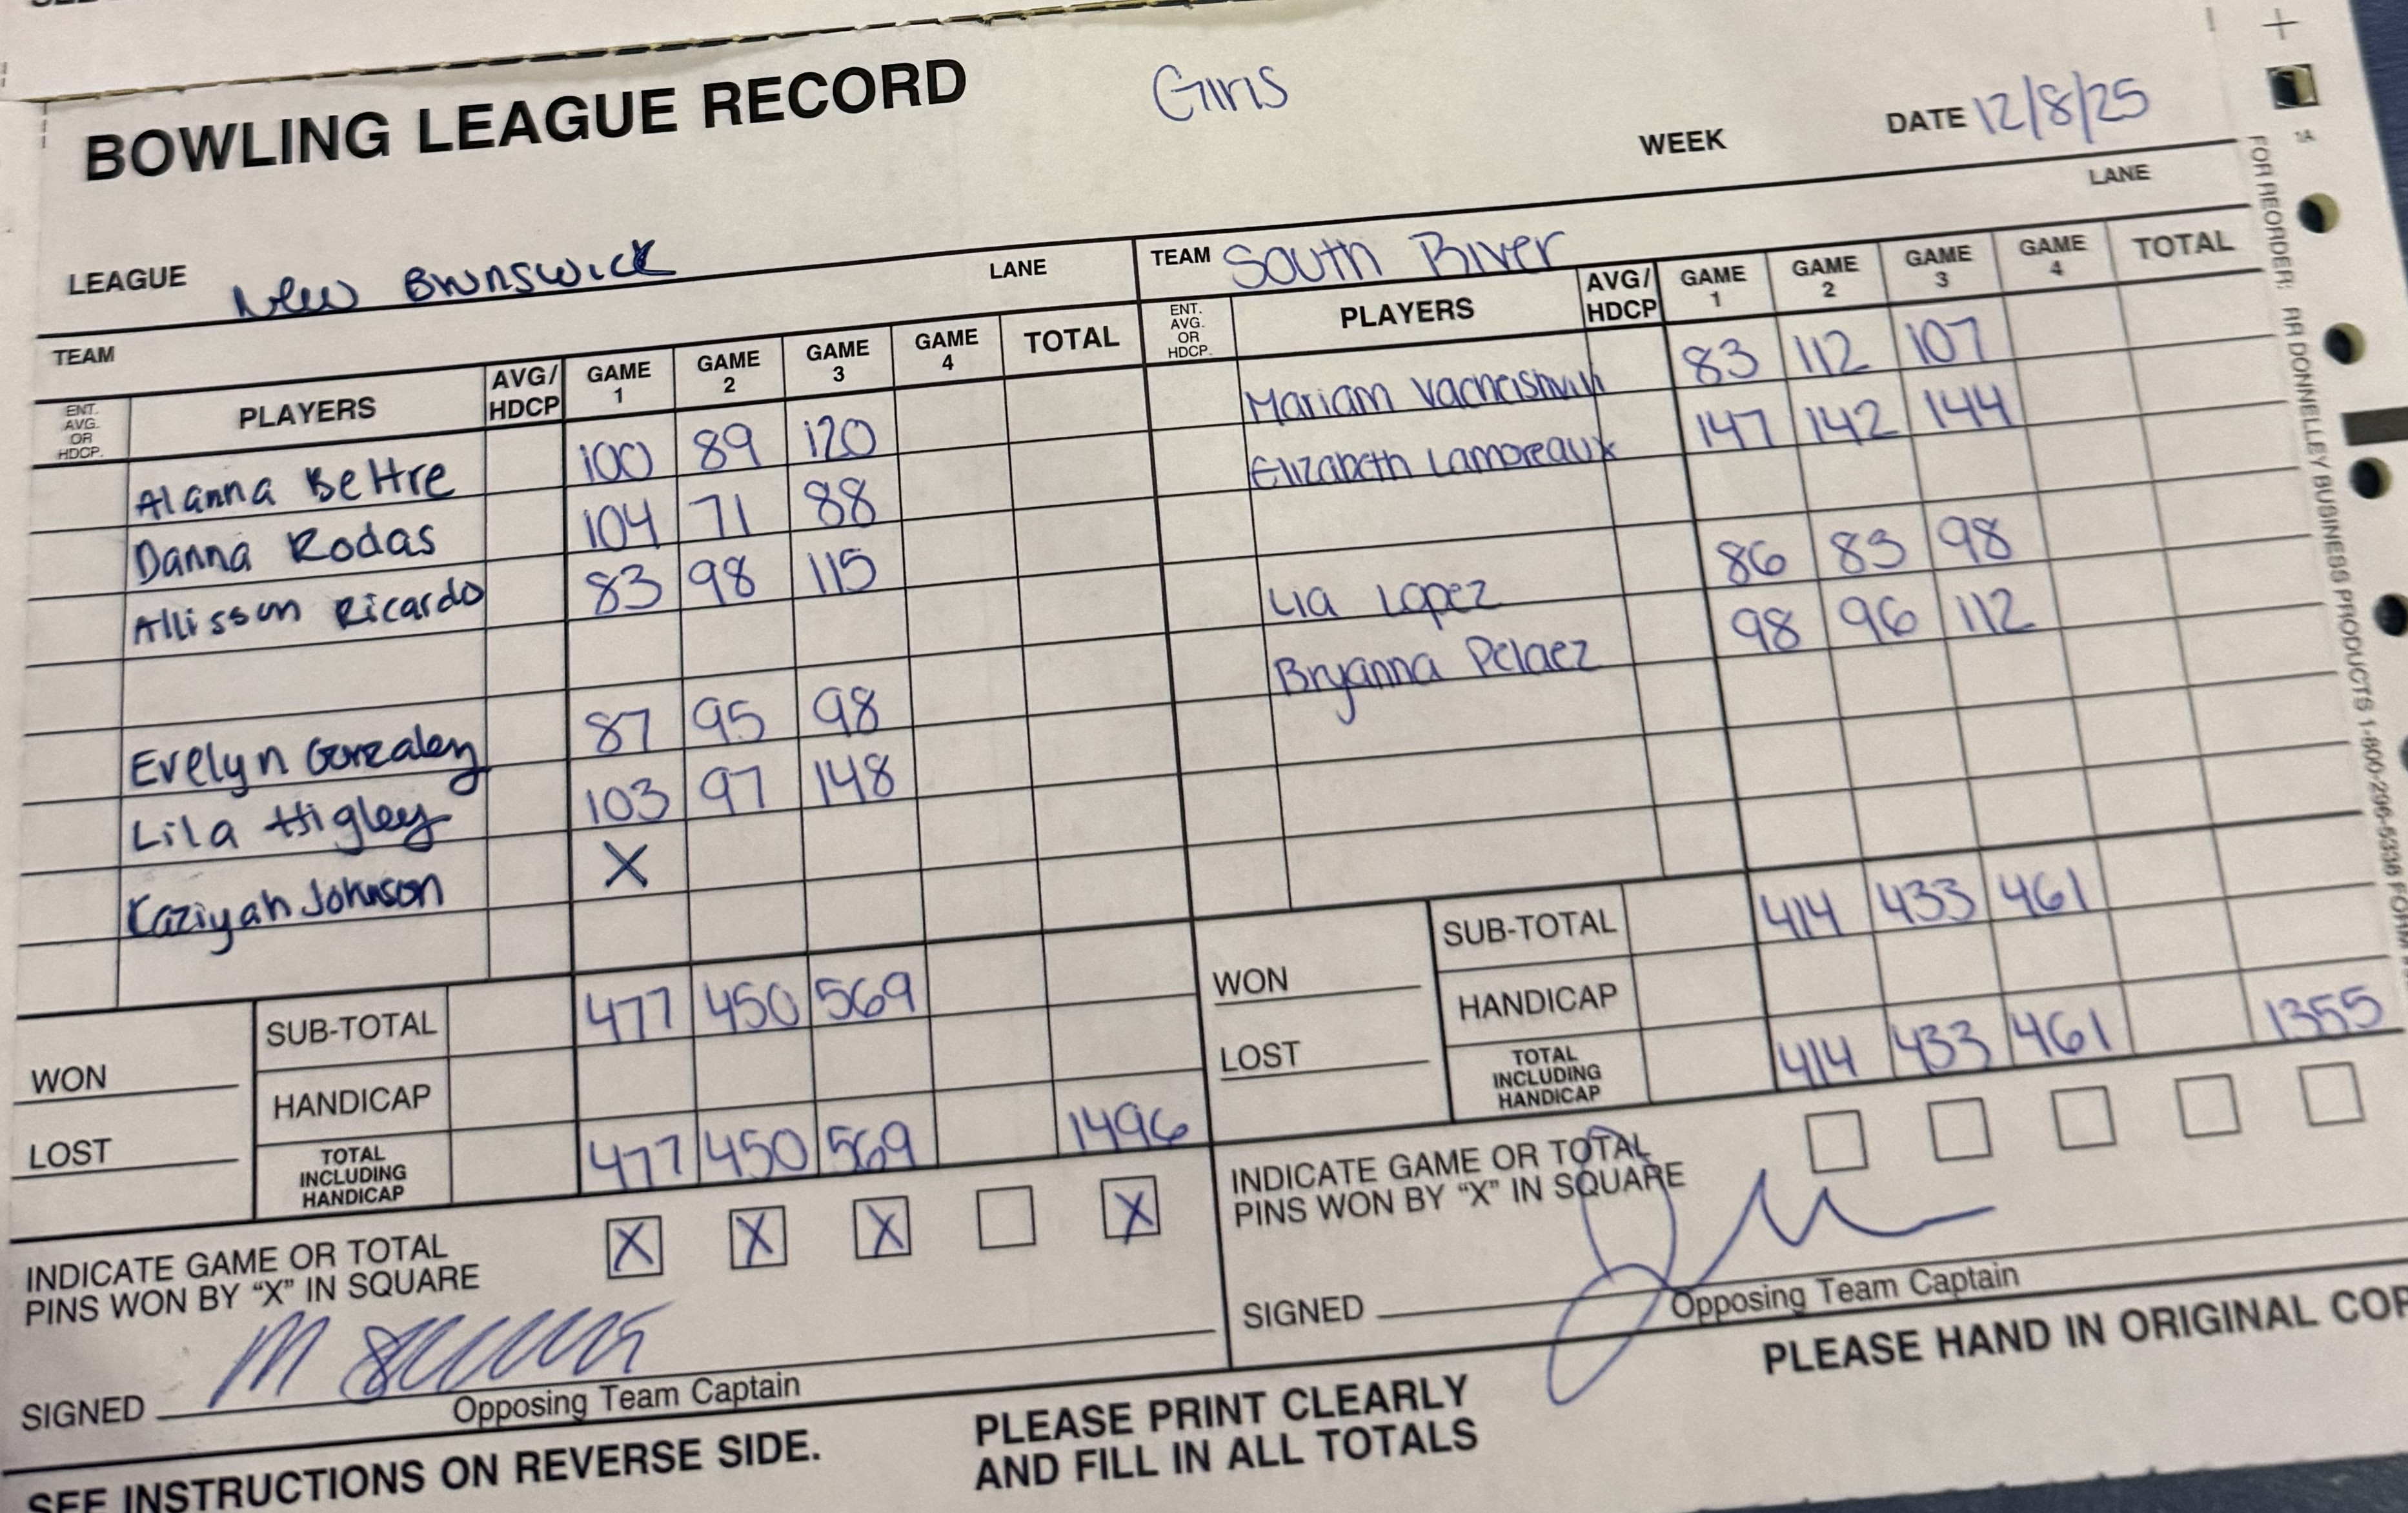 BOWLING LEAGUE RECORD
Girls
WEEK
DATE 12/8/25
LEAGUE New Brunswick
LANE
TEAM South River
LANE
TEAM
ENT. AVG. OR HDCP.
PLAYERS
AVG/ HDCP
GAME 1
GAME 2
GAME 3
GAME 4
TOTAL
Alanna Beltre 100 89 120
Danna Rodas 104 71 88
Allisson Ricardo 83 98 115
Evelyn Gonzalez 87 95 98
Lila Higley 103 97 148
Kaziyah Johnson X
WON
LOST
SUB-TOTAL 477 450 569
HANDICAP
TOTAL INCLUDING HANDICAP 477 450 569 1496
INDICATE GAME OR TOTAL
PINS WON BY "X" IN SQUARE
X X X X
SIGNED
Opposing Team Captain
ENT. AVG. OR HDCP.
PLAYERS
AVG/ HDCP
GAME 1
GAME 2
GAME 3
GAME 4
TOTAL
Mariam 83 112 107
Elizabeth Lamoreaux 147 142 144
Lia Lopez 86 83 98
Bryanna Pelaez 98 96 112
WON
LOST
SUB-TOTAL 414 433 461
HANDICAP
TOTAL INCLUDING HANDICAP 414 433 461 1355
INDICATE GAME OR TOTAL
PINS WON BY "X" IN SQUARE
SIGNED
Opposing Team Captain
SEE INSTRUCTIONS ON REVERSE SIDE.
PLEASE PRINT CLEARLY
AND FILL IN ALL TOTALS
PLEASE HAND IN ORIGINAL
1A
FOR REORDER: RR DONNELLEY BUSINESS PRODUCTS 1-800-296-5336